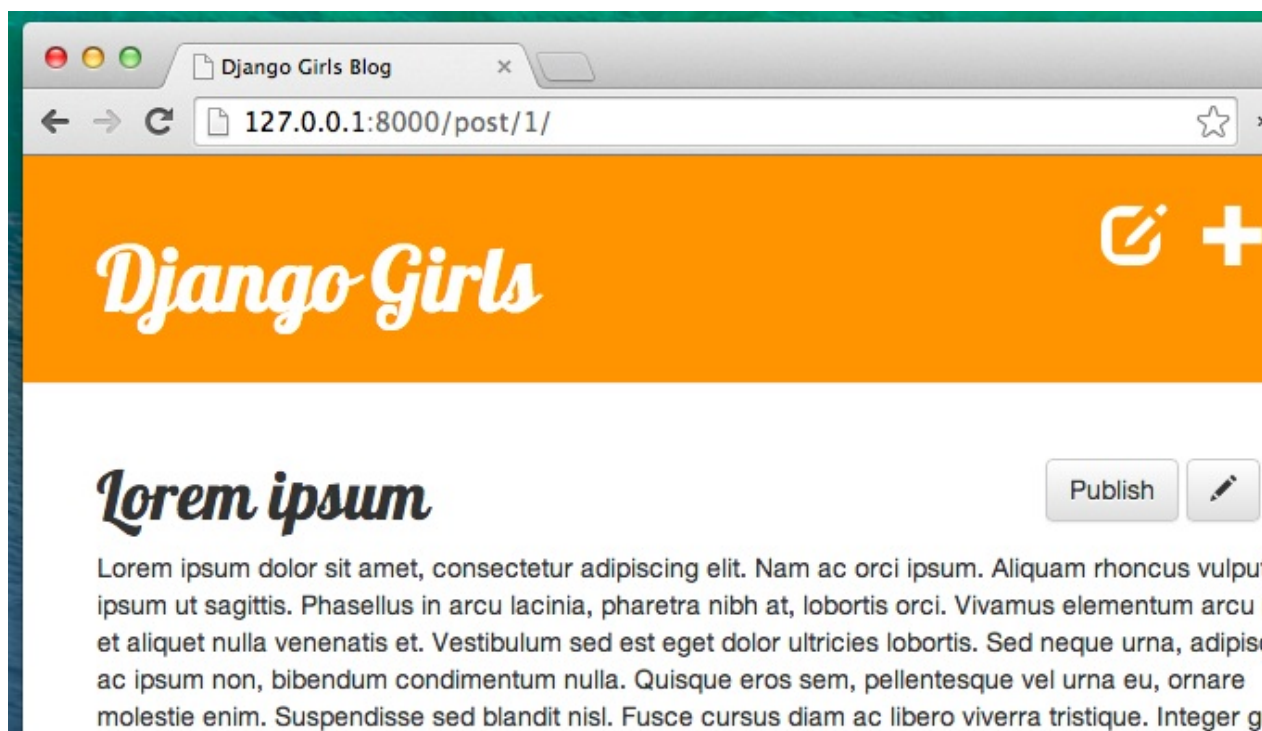 Django Girls Blog
127.0.0.1:8000/post/1/
Django Girls
Lorem ipsum
Publish
Lorem ipsum dolor sit amet, consectetur adipiscing elit. Nam ac orci ipsum. Aliquam rhoncus
ipsum ut sagittis. Phasellus in arcu lacinia, pharetra nibh at, lobortis orci. Vivamus elementum arcu
et aliquet nulla venenatis et. Vestibulum sed est eget dolor ultricies lobortis. Sed neque urna,
ac ipsum non, bibendum condimentum nulla. Quisque eros sem, pellentesque vel urna eu, ornare
molestie enim. Suspendisse sed blandit nisl. Fusce cursus diam ac libero viverra tristique. Integer